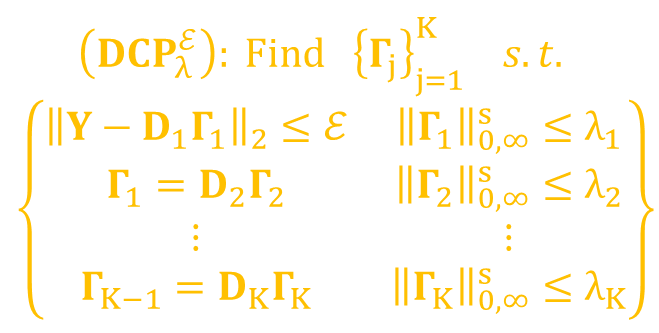 (𝐃𝐂𝐏_λ^ℰ): Find {𝚪_j}_{j=1}^K s.t.
‖𝐘 − 𝐃_1𝚪_1‖_2 ≤ ℰ ‖𝚪_1‖_{0,∞}^s ≤ λ_1
𝚪_1 = 𝐃_2𝚪_2 ‖𝚪_2‖_{0,∞}^s ≤ λ_2
⋮ ⋮
𝚪_{K−1} = 𝐃_K𝚪_K ‖𝚪_K‖_{0,∞}^s ≤ λ_K